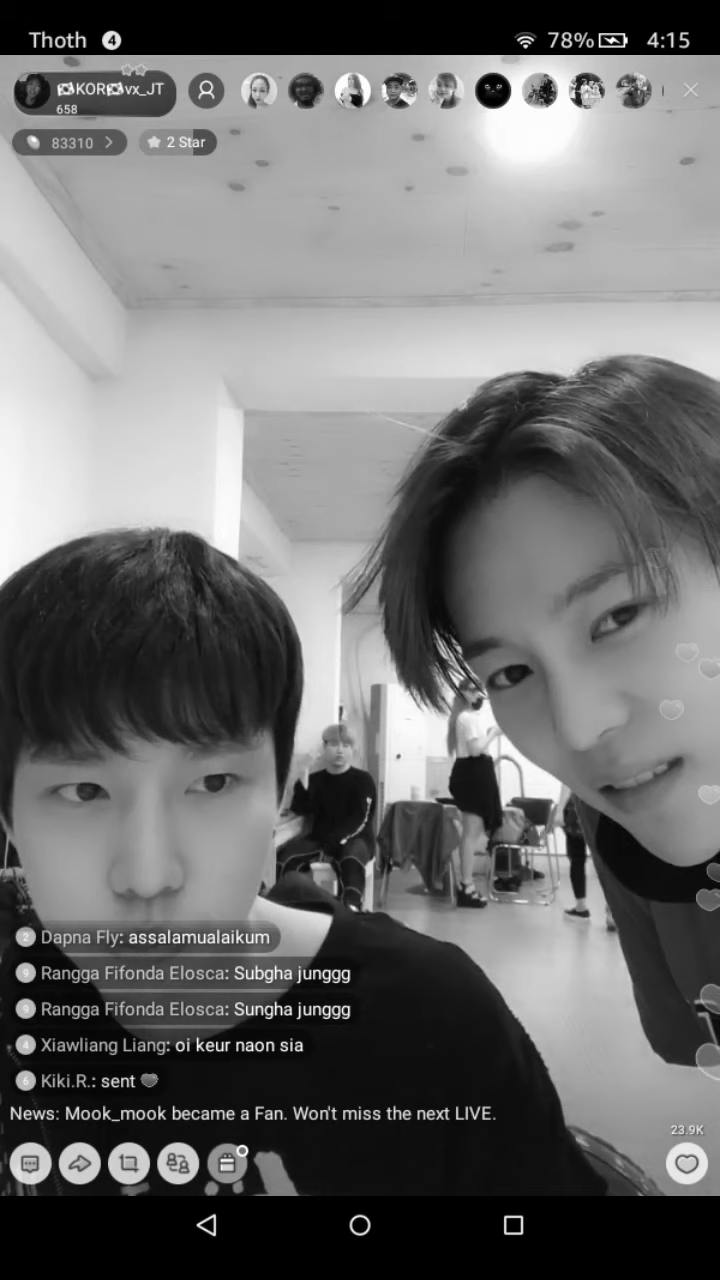 Thoth 4 78% 4:15
KOR vx_JT
658
83310 2 Star
2 Dapna Fly: assalamualaikum
9 Rangga Fifonda Elosca: Subgha junggg
9 Rangga Fifonda Elosca: Sungha junggg
4 Xiawliang Liang: oi keur naon sia
6 Kiki.R.: sent
News: Mook_mook became a Fan. Won't miss the next LIVE.
23.9K